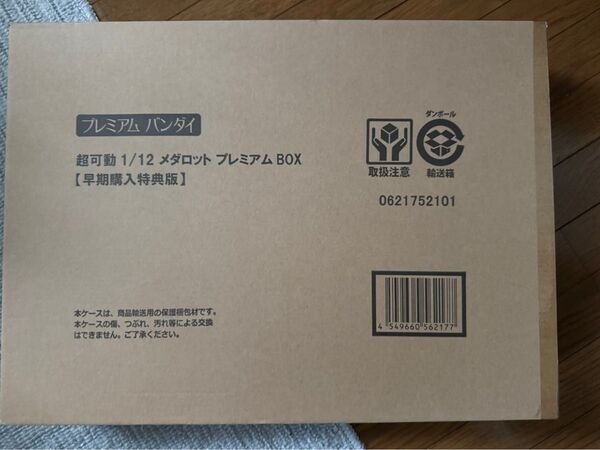 プレミアム バンダイ
超可動 1/12 メダロット プレミアム BOX
【早期購入特典版】
取扱注意
ダンボール
輸送箱
0621752101
本ケースは、商品輸送用の保護梱包材です。
本ケースの傷、つぶれ、汚れ等による交換
はできません。ご了承ください。
4 549660 562177